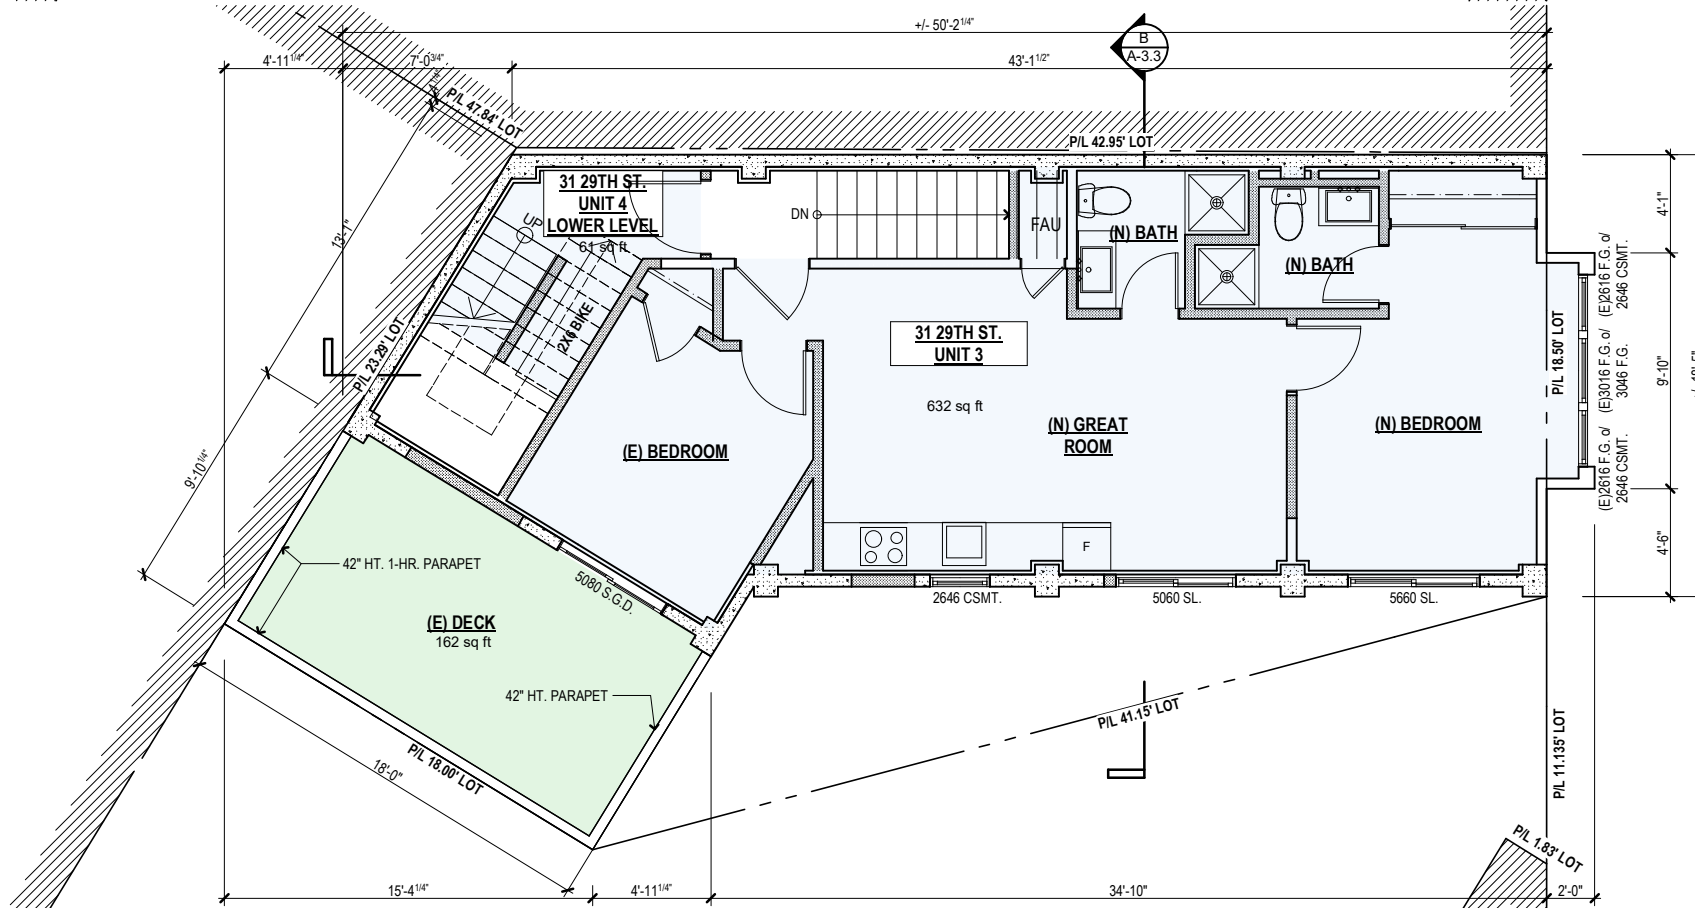 +/- 50'-2 1/4"
B
A-3.3
4'-11 1/4"
7'-0 3/4"
43'-1 1/2"
P/L 47.84' LOT
P/L 42.95' LOT
31 29TH ST.
UNIT 4
LOWER LEVEL
61 sq ft
UP
DN
FAU
(N) BATH
(N) BATH
4'-1"
13'-1"
2X6 BIKE
31 29TH ST.
UNIT 3
632 sq ft
P/L 23.29' LOT
P/L 18.50' LOT
(E)2616 F.G. o/
2646 CSMT.
(E)3016 F.G. o/
3046 F.G.
(E)2616 F.G. o/
2646 CSMT.
9'-10"
(E) BEDROOM
(N) GREAT
ROOM
(N) BEDROOM
9'-10 1/4"
4'-6"
F
42" HT. 1-HR. PARAPET
5080 S.G.D.
2646 CSMT.
5060 SL.
5660 SL.
(E) DECK
162 sq ft
42" HT. PARAPET
P/L 41.15' LOT
P/L 11.135' LOT
P/L 18.00' LOT
18'-0"
P/L 1.83' LOT
15'-4 1/4"
4'-11 1/4"
34'-10"
2'-0"